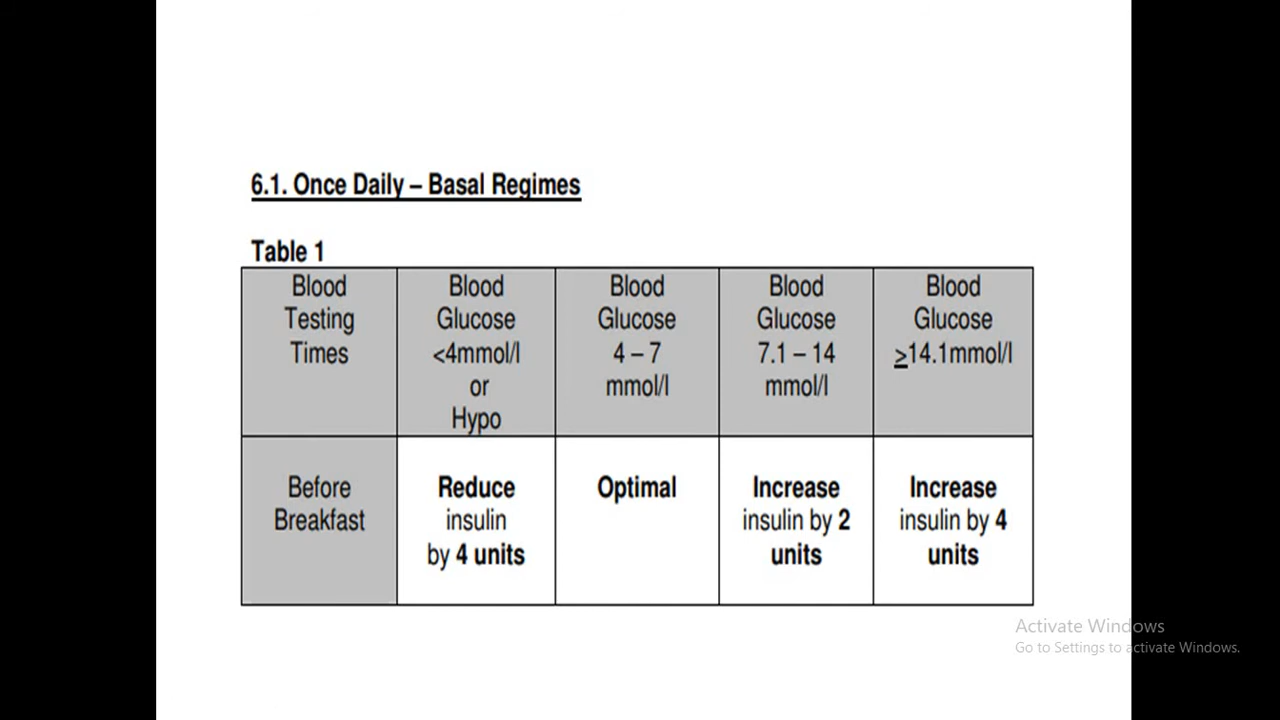 6.1. Once Daily – Basal Regimes
Table 1
Blood
Testing
Times
Blood
Glucose
<4mmol/l
or
Hypo
Blood
Glucose
4 – 7
mmol/l
Blood
Glucose
7.1 – 14
mmol/l
Blood
Glucose
≥14.1mmol/l
Before
Breakfast
Reduce
insulin
by 4 units
Optimal
Increase
insulin by 2
units
Increase
insulin by 4
units
Activate Windows
Go to Settings to activate Windows.